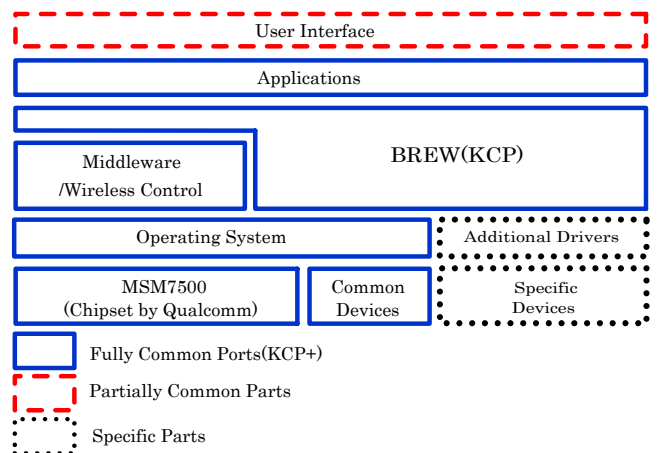 User Interface
Applications
BREW(KCP)
Middleware
/Wireless Control
Operating System
Additional Drivers
MSM7500
(Chipset by Qualcomm)
Common
Devices
Specific
Devices
Fully Common Ports(KCP+)
Partially Common Parts
Specific Parts